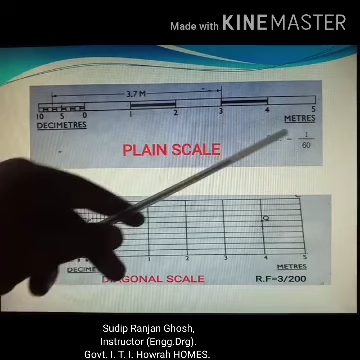 Made with KINEMASTER
3.7 M
10 5 0 1 2 3 4 5
DECIMETRES METRES
PLAIN SCALE
1
60
Q
1 2 3 4 5
METRES
DIAGONAL SCALE R.F=3/200
Sudip Ranjan Ghosh,
Instructor (Engg.Drg).
Govt. I. T. I. Howrah HOMES.